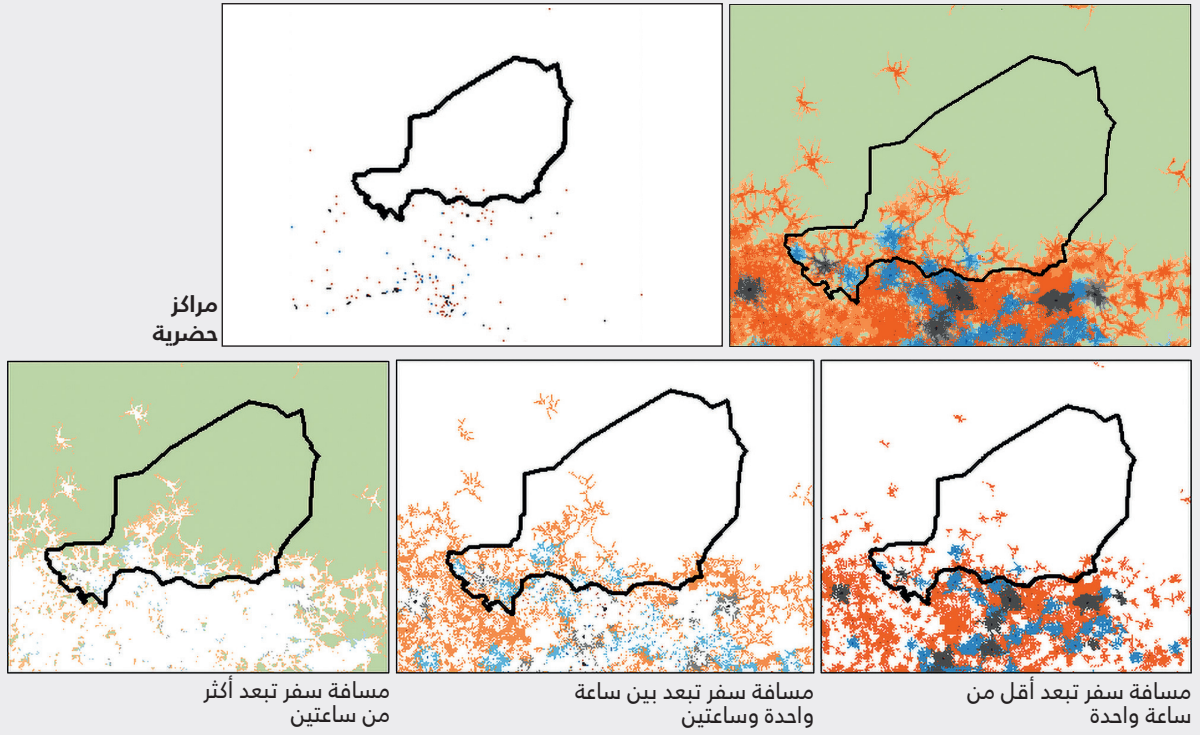 مراكز
حضرية
مسافة سفر تبعد أقل من
ساعة واحدة
مسافة سفر تبعد بين ساعة
واحدة وساعتين
مسافة سفر تبعد أكثر
من ساعتين